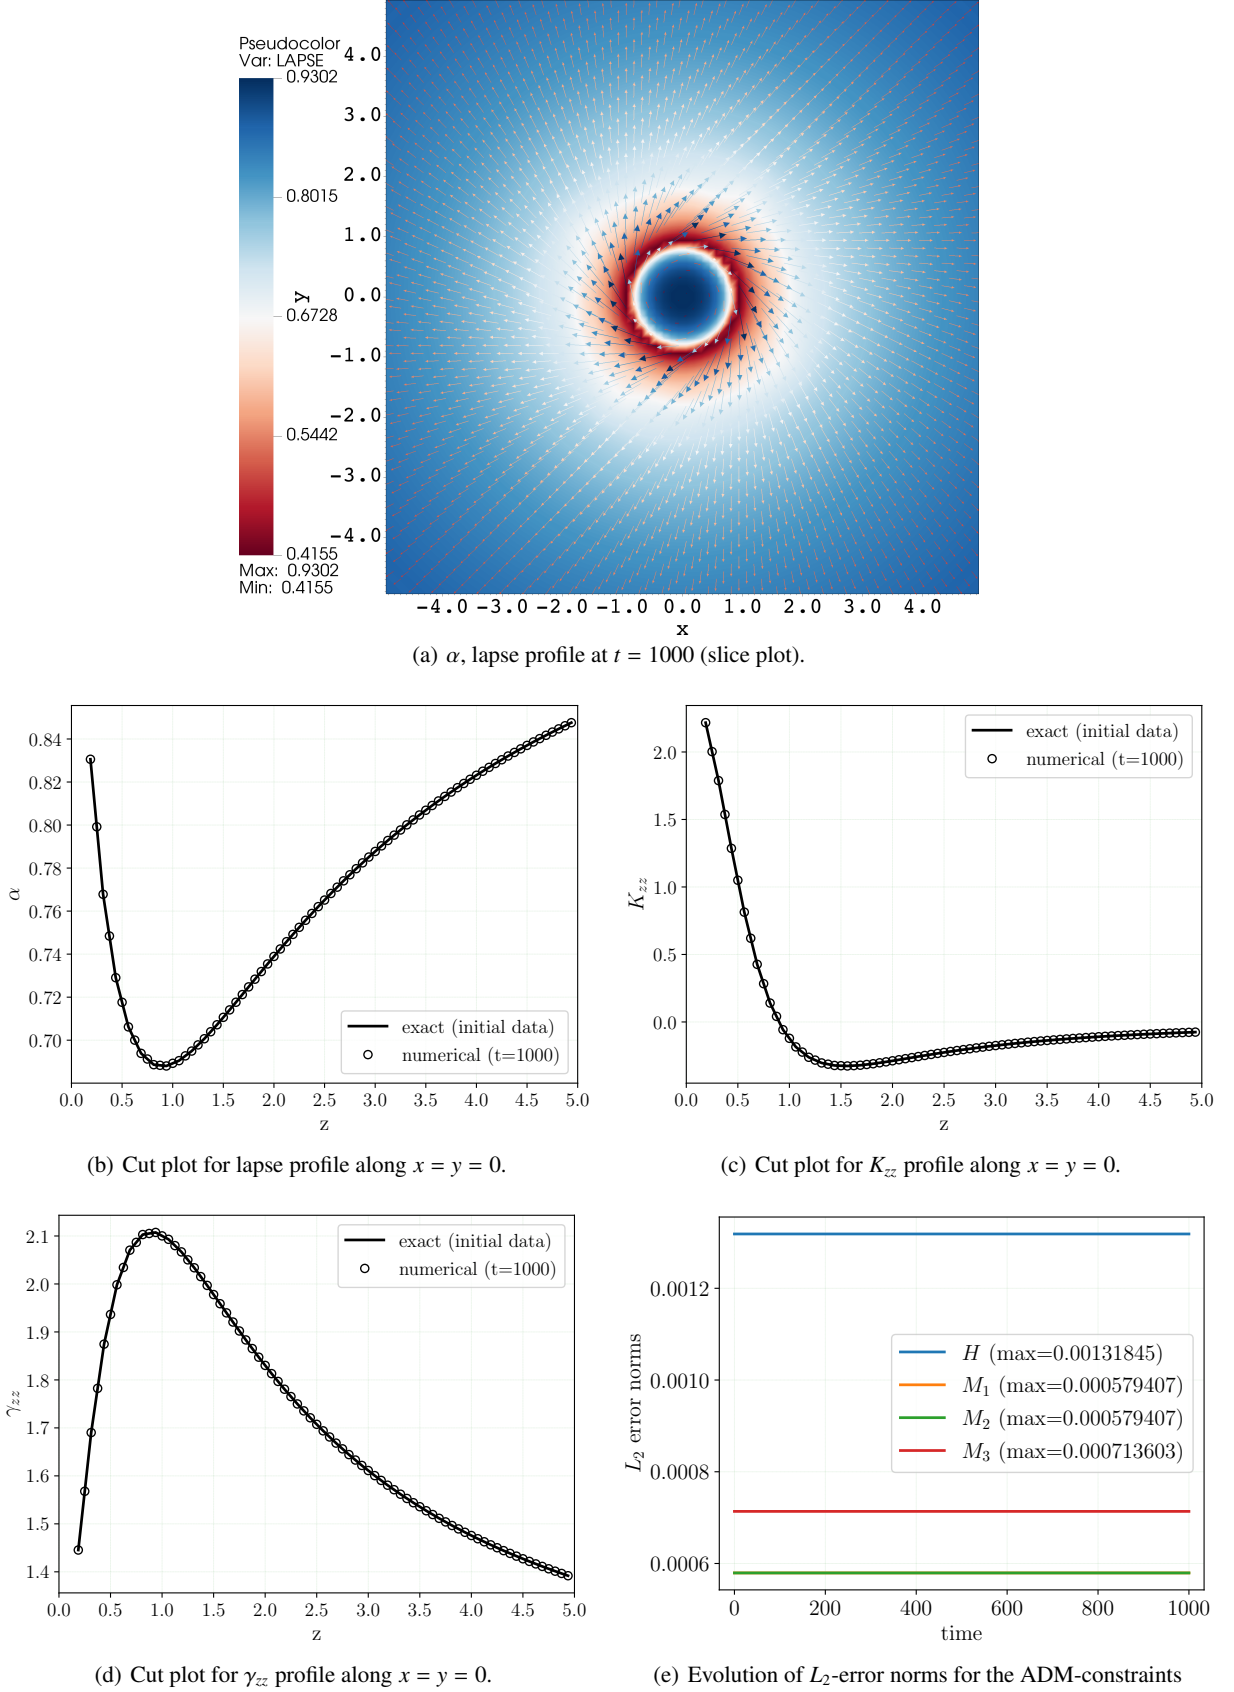 Pseudocolor
Var: LAPSE
0.9302
0.8015
0.6728
0.5442
0.4155
Max: 0.9302
Min: 0.4155
y
4.0
3.0
2.0
1.0
0.0
-1.0
-2.0
-3.0
-4.0
-4.0 -3.0 -2.0 -1.0 0.0 1.0 2.0 3.0 4.0
x
(a) α, lapse profile at t = 1000 (slice plot).
α
0.84
0.82
0.80
0.78
0.76
0.74
0.72
0.70
exact (initial data)
numerical (t=1000)
0.0 0.5 1.0 1.5 2.0 2.5 3.0 3.5 4.0 4.5 5.0
z
(b) Cut plot for lapse profile along x = y = 0.
K_zz
2.0
1.5
1.0
0.5
0.0
exact (initial data)
numerical (t=1000)
0.0 0.5 1.0 1.5 2.0 2.5 3.0 3.5 4.0 4.5 5.0
z
(c) Cut plot for K_zz profile along x = y = 0.
γ_zz
2.1
2.0
1.9
1.8
1.7
1.6
1.5
1.4
exact (initial data)
numerical (t=1000)
0.0 0.5 1.0 1.5 2.0 2.5 3.0 3.5 4.0 4.5 5.0
z
(d) Cut plot for γ_zz profile along x = y = 0.
L_2 error norms
0.0012
0.0010
0.0008
0.0006
H (max=0.00131845)
M_1 (max=0.000579407)
M_2 (max=0.000579407)
M_3 (max=0.000713603)
0 200 400 600 800 1000
time
(e) Evolution of L_2-error norms for the ADM-constraints